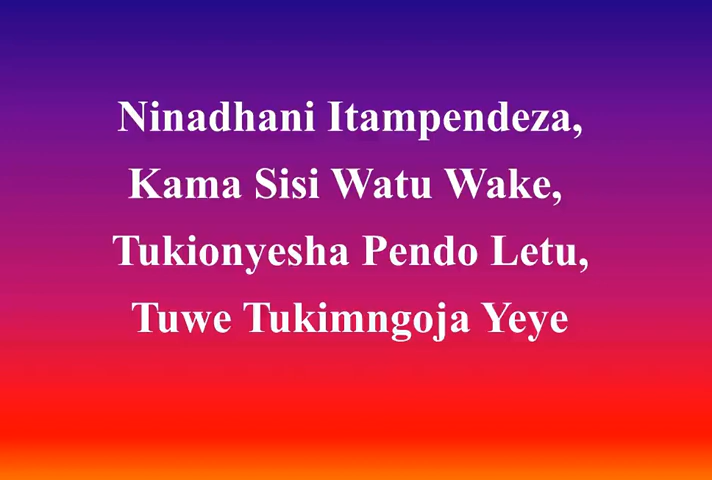 Ninadhani Itampendeza,
Kama Sisi Watu Wake,
Tukionyesha Pendo Letu,
Tuwe Tukimngoja Yeye